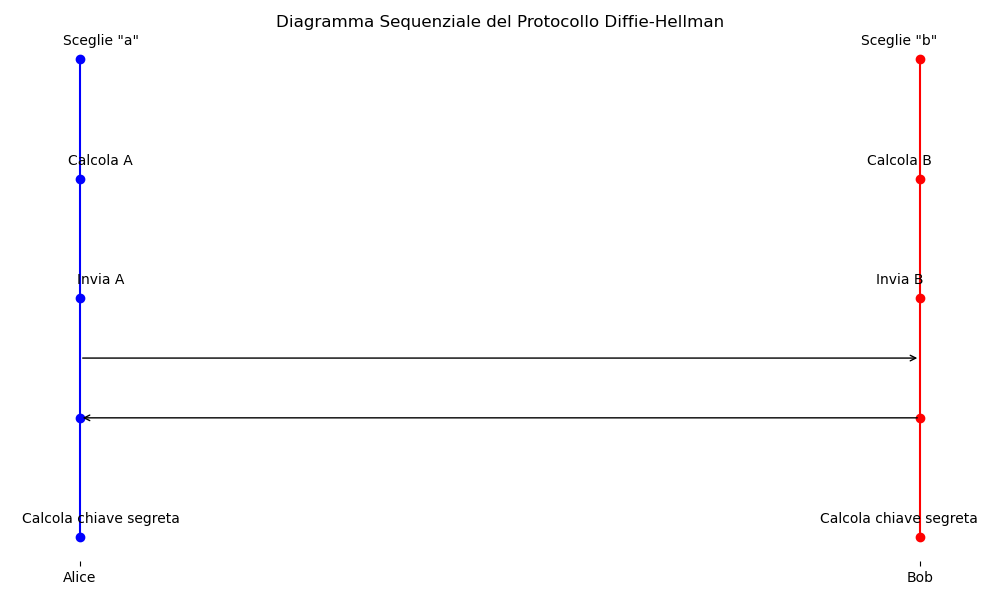 Diagramma Sequenziale del Protocollo Diffie-Hellman
Sceglie "a"
Sceglie "b"
Calcola A
Calcola B
Invia A
Invia B
Calcola chiave segreta
Calcola chiave segreta
Alice
Bob